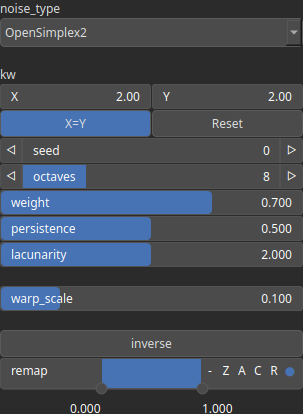 noise_type
OpenSimplex2
kw
X 2.00 Y 2.00
X=Y Reset
seed 0
octaves 8
weight 0.700
persistence 0.500
lacunarity 2.000
warp_scale 0.100
inverse
remap - Z A C R
0.000 1.000